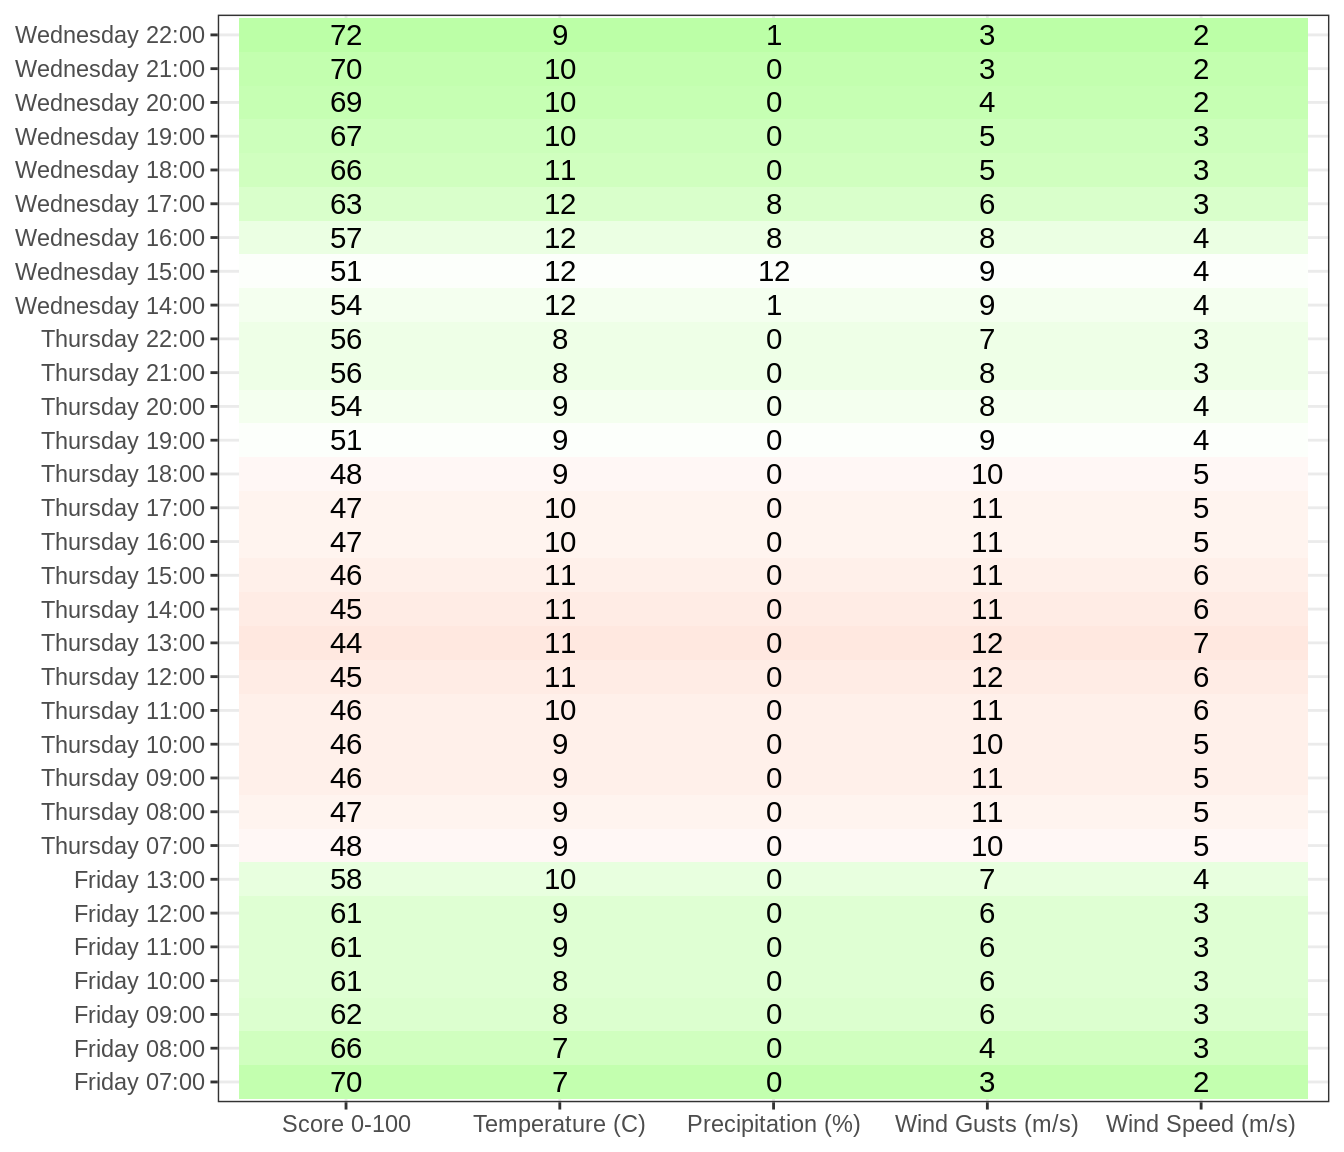 Wednesday 22:00 72 9 1 3 2
Wednesday 21:00 70 10 0 3 2
Wednesday 20:00 69 10 0 4 2
Wednesday 19:00 67 10 0 5 3
Wednesday 18:00 66 11 0 5 3
Wednesday 17:00 63 12 8 6 3
Wednesday 16:00 57 12 8 8 4
Wednesday 15:00 51 12 12 9 4
Wednesday 14:00 54 12 1 9 4
Thursday 22:00 56 8 0 7 3
Thursday 21:00 56 8 0 8 3
Thursday 20:00 54 9 0 8 4
Thursday 19:00 51 9 0 9 4
Thursday 18:00 48 9 0 10 5
Thursday 17:00 47 10 0 11 5
Thursday 16:00 47 10 0 11 5
Thursday 15:00 46 11 0 11 6
Thursday 14:00 45 11 0 11 6
Thursday 13:00 44 11 0 12 7
Thursday 12:00 45 11 0 12 6
Thursday 11:00 46 10 0 11 6
Thursday 10:00 46 9 0 10 5
Thursday 09:00 46 9 0 11 5
Thursday 08:00 47 9 0 11 5
Thursday 07:00 48 9 0 10 5
Friday 13:00 58 10 0 7 4
Friday 12:00 61 9 0 6 3
Friday 11:00 61 9 0 6 3
Friday 10:00 61 8 0 6 3
Friday 09:00 62 8 0 6 3
Friday 08:00 66 7 0 4 3
Friday 07:00 70 7 0 3 2
Score 0-100 Temperature (C) Precipitation (%) Wind Gusts (m/s) Wind Speed (m/s)